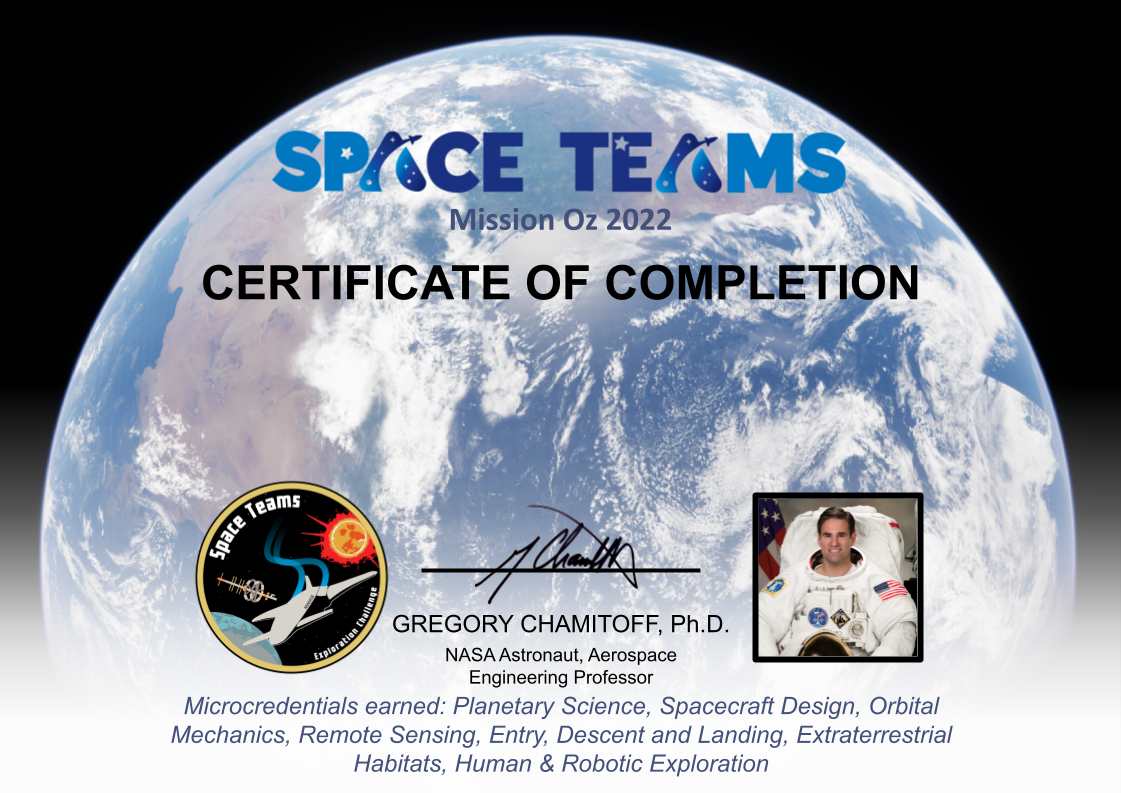 SPACE TEAMS
Mission Oz 2022
CERTIFICATE OF COMPLETION
Space Teams
Exploration Challenge
GREGORY CHAMITOFF, Ph.D.
NASA Astronaut, Aerospace
Engineering Professor
Microcredentials earned: Planetary Science, Spacecraft Design, Orbital
Mechanics, Remote Sensing, Entry, Descent and Landing, Extraterrestrial
Habitats, Human & Robotic Exploration